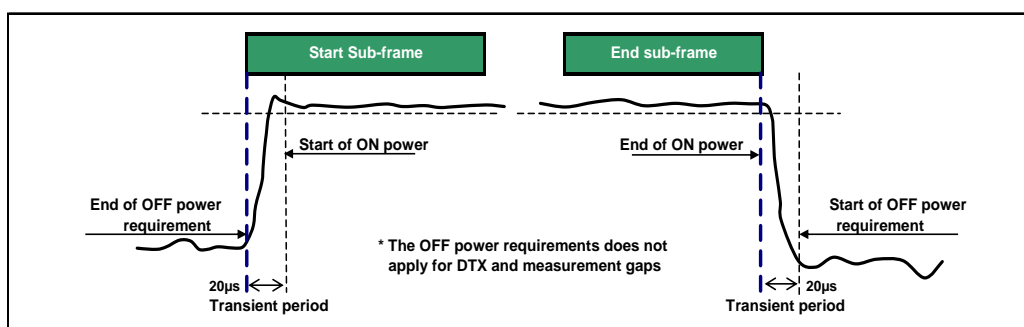 Start Sub-frame
End sub-frame
Start of ON power
End of ON power
End of OFF power
requirement
Start of OFF power
requirement
* The OFF power requirements does not
apply for DTX and measurement gaps
20µs
Transient period
20µs
Transient period